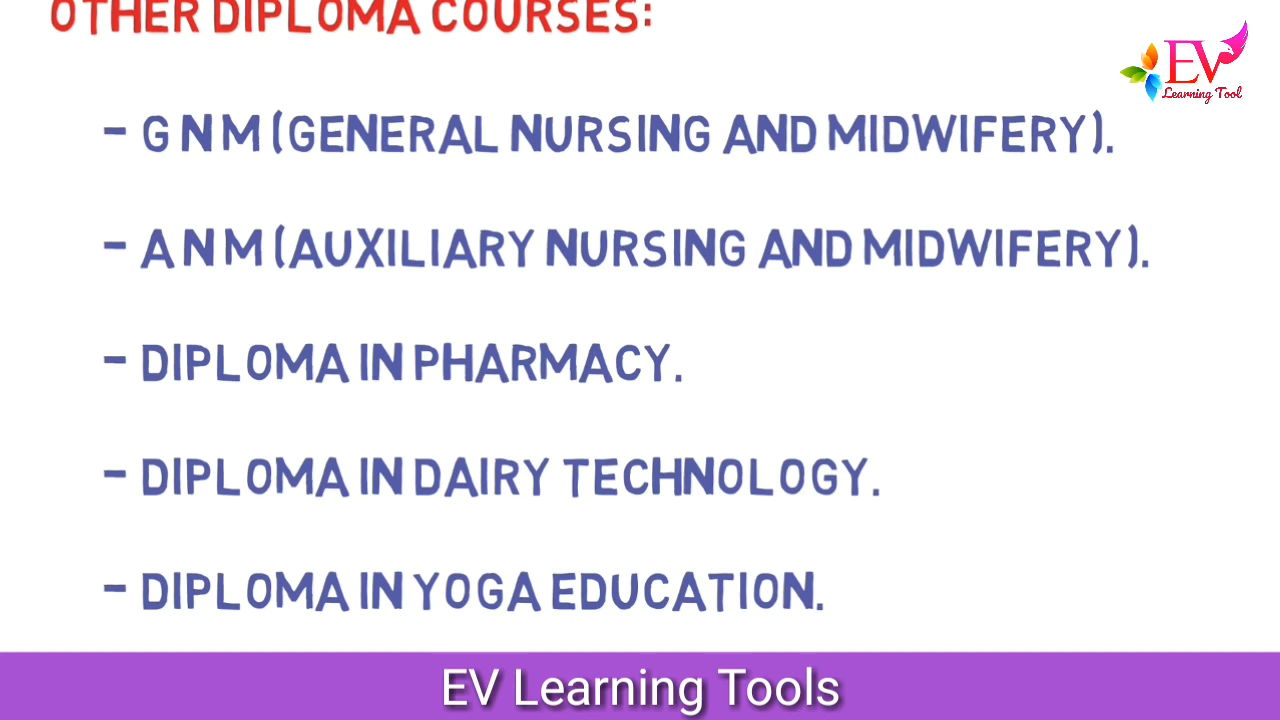 OTHER DIPLOMA COURSES:
EV
Learning Tool
- G N M (GENERAL NURSING AND MIDWIFERY).
- A N M (AUXILIARY NURSING AND MIDWIFERY).
- DIPLOMA IN PHARMACY.
- DIPLOMA IN DAIRY TECHNOLOGY.
- DIPLOMA IN YOGA EDUCATION.
EV Learning Tools